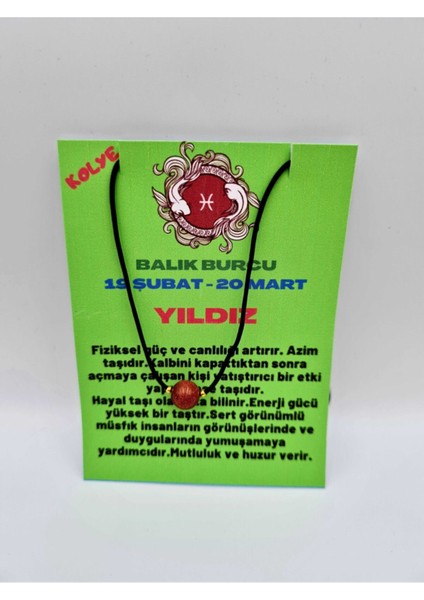 KOLYE
BALIK BURCU
19 ŞUBAT - 20 MART
YILDIZ
Fiziksel güç ve canlılığı artırır. Azim
taşıdır.Kalbini kapattıktan sonra
açmaya çalışan kişi yatıştırıcı bir etki
taşıdır.
Hayal taşı bilinir.Enerji gücü
yüksek bir taştır.Sert görünümlü
müsfik insanların görünüşlerinde ve
duygularında yumuşamaya
yardımcıdır.Mutluluk ve huzur verir.